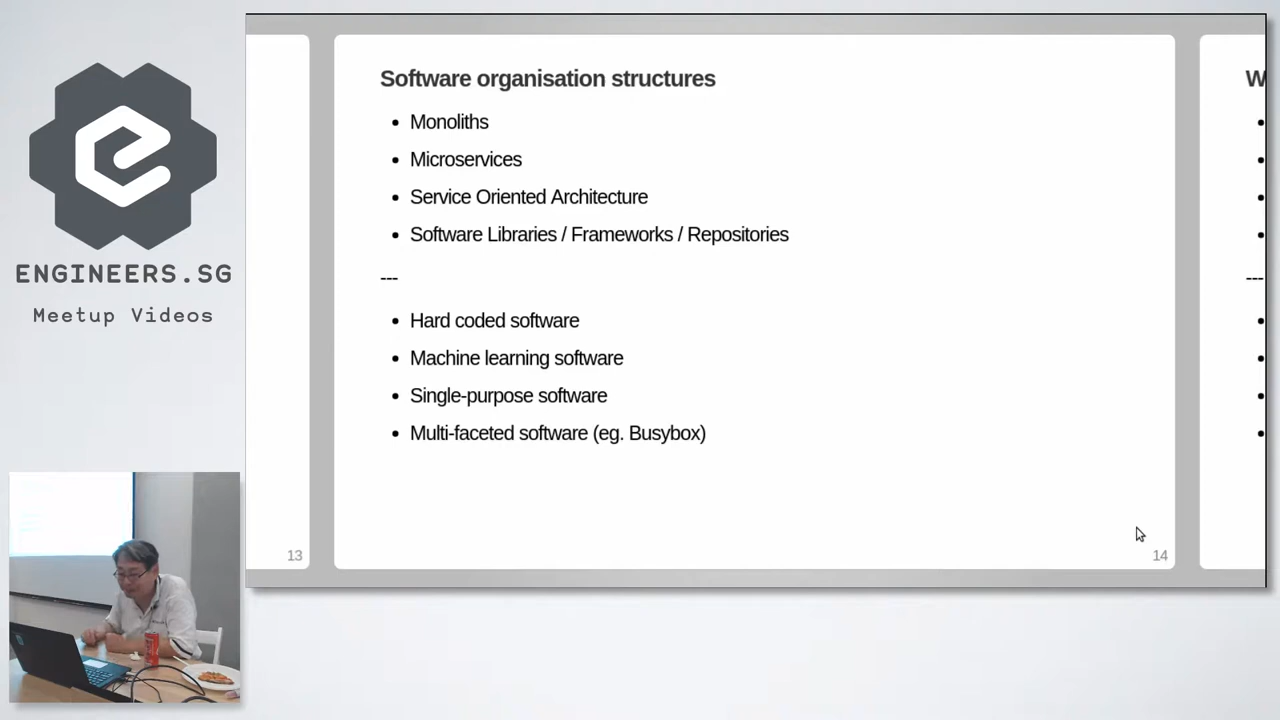 ENGINEERS.SG
Meetup Videos
13
Software organisation structures
Monoliths
Microservices
Service Oriented Architecture
Software Libraries / Frameworks / Repositories
---
Hard coded software
Machine learning software
Single-purpose software
Multi-faceted software (eg. Busybox)
14
W
---